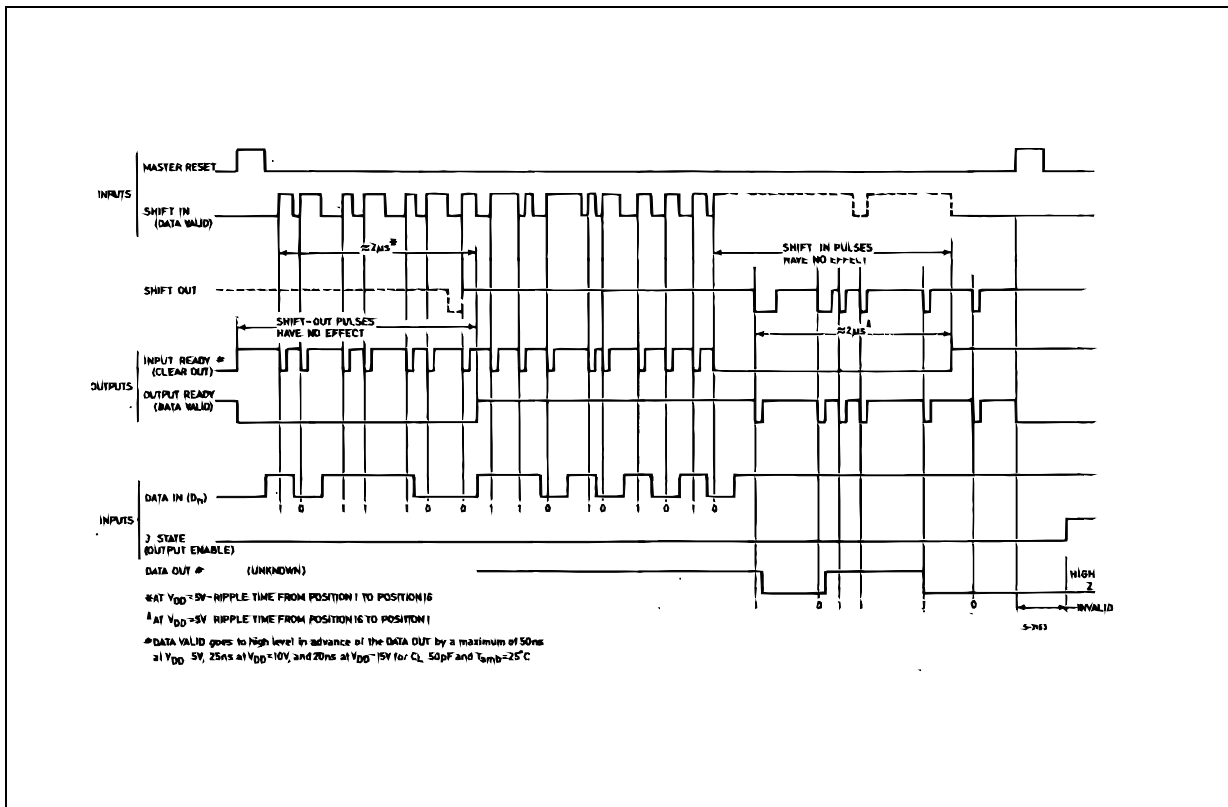 MASTER RESET
INPUTS
SHIFT IN
(DATA VALID)
≈2µs*
SHIFT IN PULSES
HAVE NO EFFECT
SHIFT OUT
SHIFT-OUT PULSES
HAVE NO EFFECT
≈2µs
INPUT READY *
(CLEAR OUT)
OUTPUTS
OUTPUT READY
(DATA VALID)
DATA IN (Dn)
1 0 1 1 1 0 0 1 1 0 1 0 1 0 1 0
INPUTS
3 STATE
(OUTPUT ENABLE)
DATA OUT * (UNKNOWN)
HIGH
Z
1 0 1 1 1 0
INVALID
S-3163
*AT VDD=5V-RIPPLE TIME FROM POSITION 1 TO POSITION 16
AT VDD=5V RIPPLE TIME FROM POSITION 16 TO POSITION 1
*DATA VALID goes to high level in advance of the DATA OUT by a maximum of 50ns
at VDD 5V, 25ns at VDD=10V, and 20ns at VDD-15V for CL 50pF and Tamb=25°C